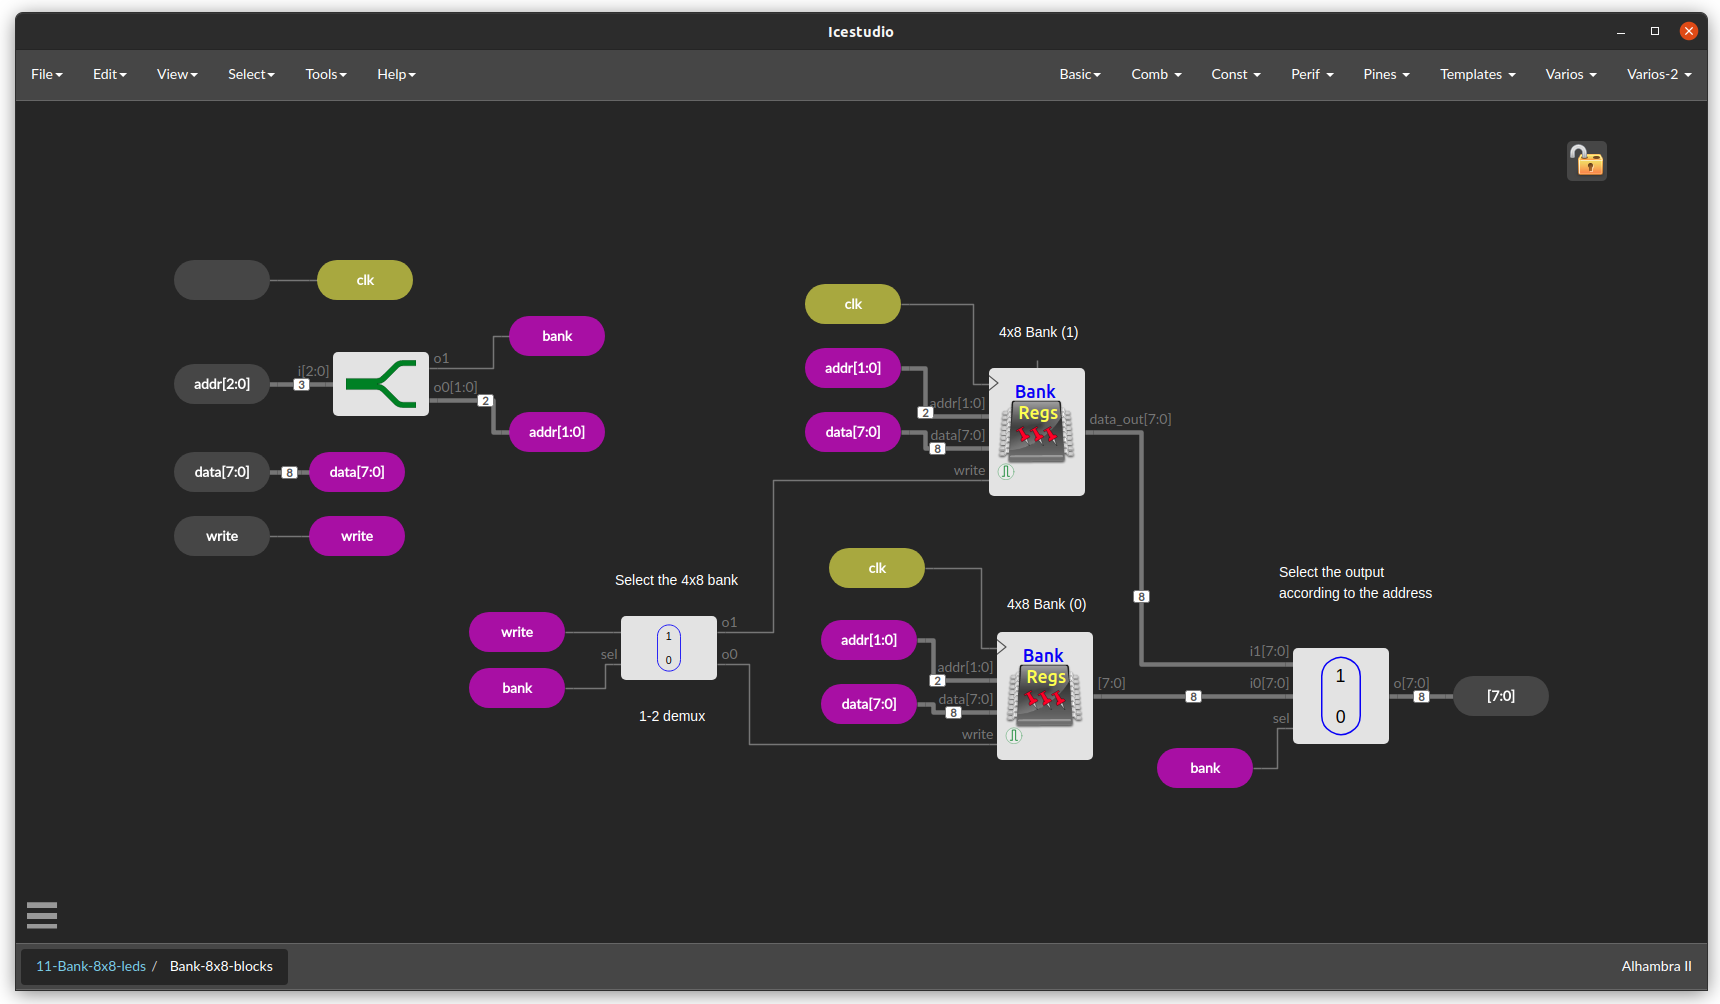 Icestudio
File Edit View Select Tools Help Basic Comb Const Perif Pines Templates Varios Varios-2
clk
bank
addr[2:0]
i[2:0]
3
o1
o0[1:0]
2
addr[1:0]
data[7:0]
8
data[7:0]
write
write
clk
4x8 Bank (1)
addr[1:0]
2
addr[1:0]
data[7:0]
8
data[7:0]
write
Bank
Regs
data_out[7:0]
8
Select the 4x8 bank
write
bank
sel
1
0
o1
o0
1-2 demux
clk
4x8 Bank (0)
addr[1:0]
2
addr[1:0]
data[7:0]
8
data[7:0]
write
Bank
Regs
[7:0]
8
Select the output
according to the address
i1[7:0]
i0[7:0]
sel
1
0
o[7:0]
8
[7:0]
bank
11-Bank-8x8-leds / Bank-8x8-blocks
Alhambra II